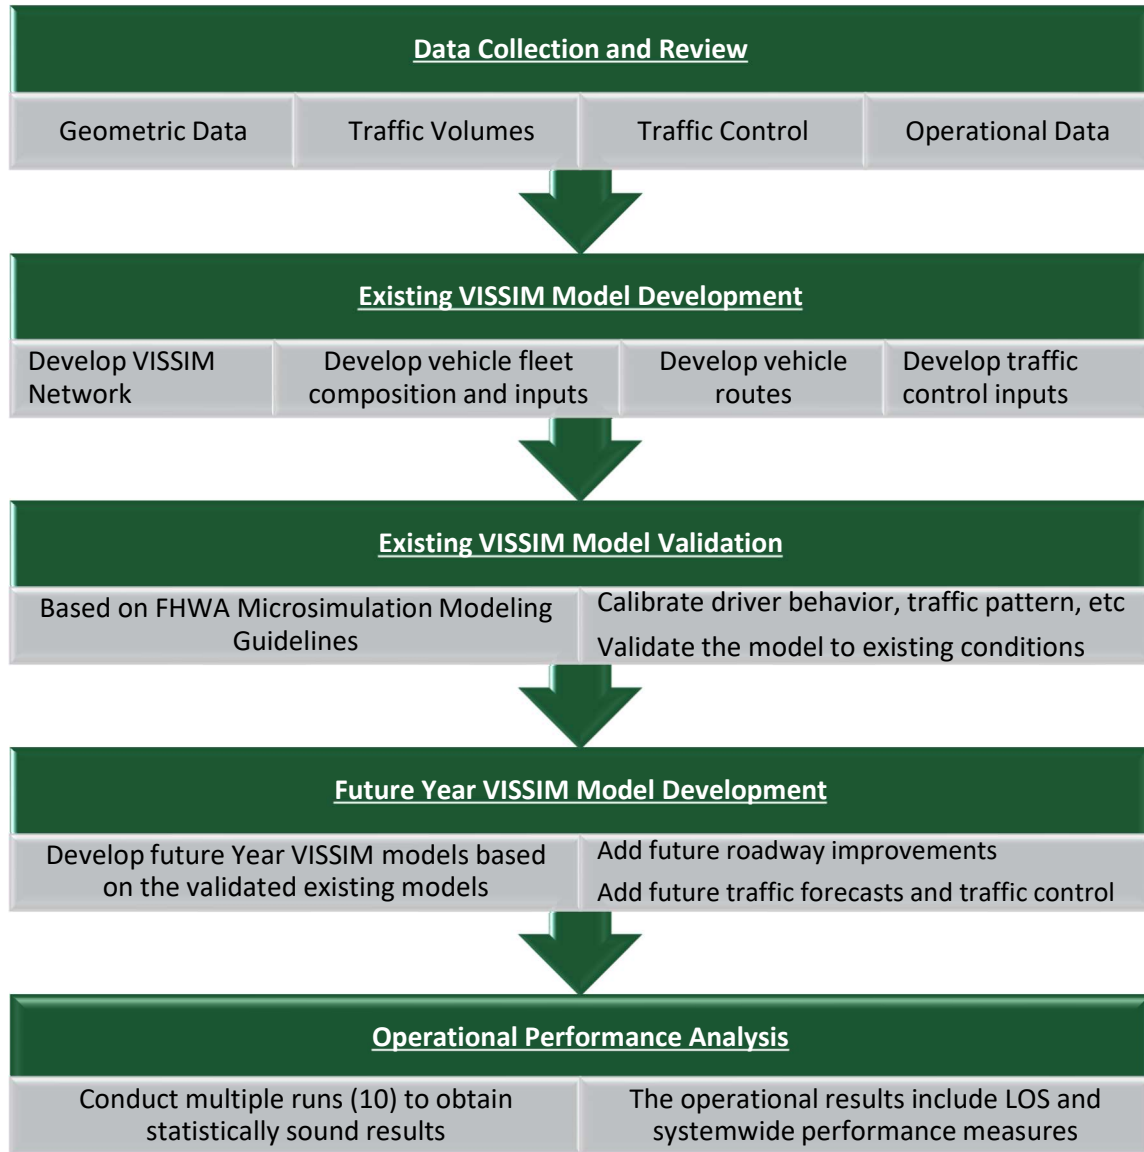 Data Collection and Review
Geometric Data
Traffic Volumes
Traffic Control
Operational Data
Existing VISSIM Model Development
Develop VISSIM
Network
Develop vehicle fleet
composition and inputs
Develop vehicle
routes
Develop traffic
control inputs
Existing VISSIM Model Validation
Based on FHWA Microsimulation Modeling
Guidelines
Calibrate driver behavior, traffic pattern, etc
Validate the model to existing conditions
Future Year VISSIM Model Development
Develop future Year VISSIM models based
on the validated existing models
Add future roadway improvements
Add future traffic forecasts and traffic control
Operational Performance Analysis
Conduct multiple runs (10) to obtain
statistically sound results
The operational results include LOS and
systemwide performance measures